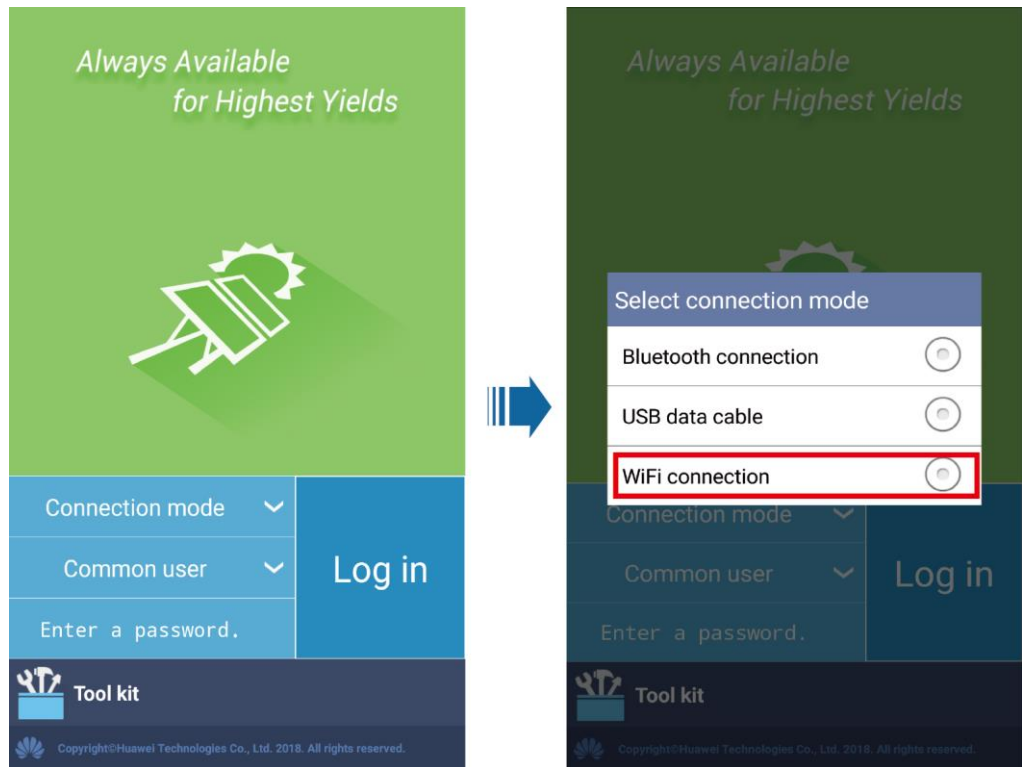 Always Available
for Highest Yields
Connection mode
Common user
Log in
Enter a password.
Tool kit
Copyright©Huawei Technologies Co., Ltd. 2018. All rights reserved.
Always Available
for Highest Yields
Select connection mode
Bluetooth connection
USB data cable
WiFi connection
Connection mode
Common user
Log in
Enter a password.
Tool kit
Copyright©Huawei Technologies Co., Ltd. 2018. All rights reserved.